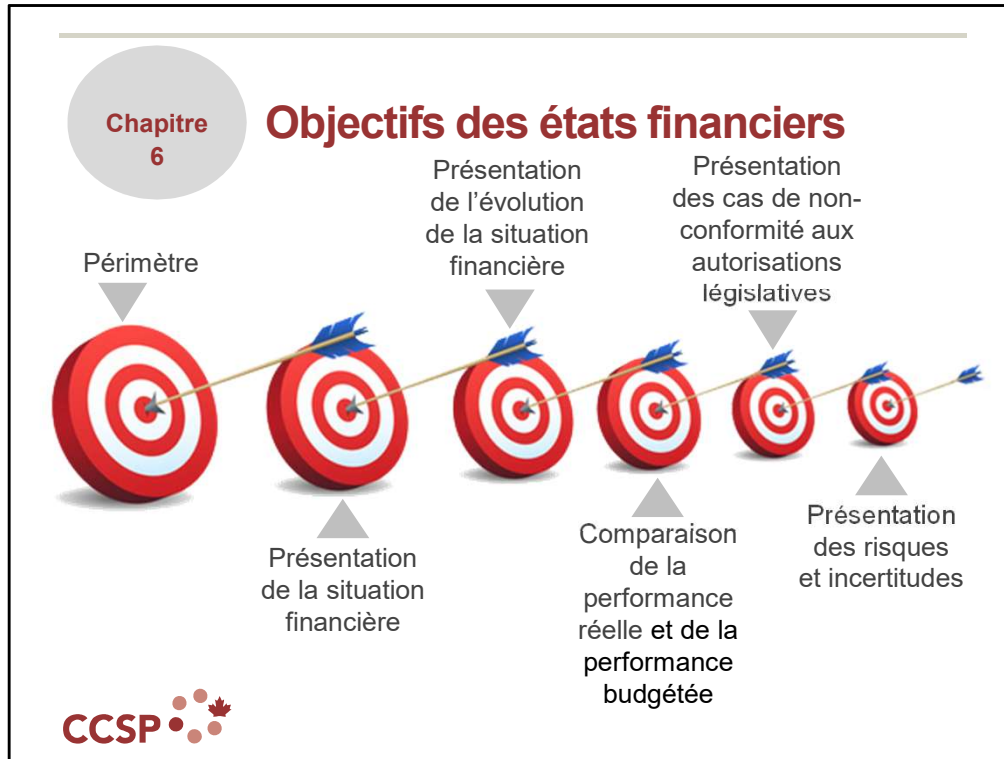 Chapitre
6
Objectifs des états financiers
Périmètre
Présentation
de la situation
financière
Présentation
de l'évolution
de la situation
financière
Comparaison
de la
performance
réelle et de la
performance
budgétée
Présentation
des cas de non-
conformité aux
autorisations
législatives
Présentation
des risques
et incertitudes
CCSP